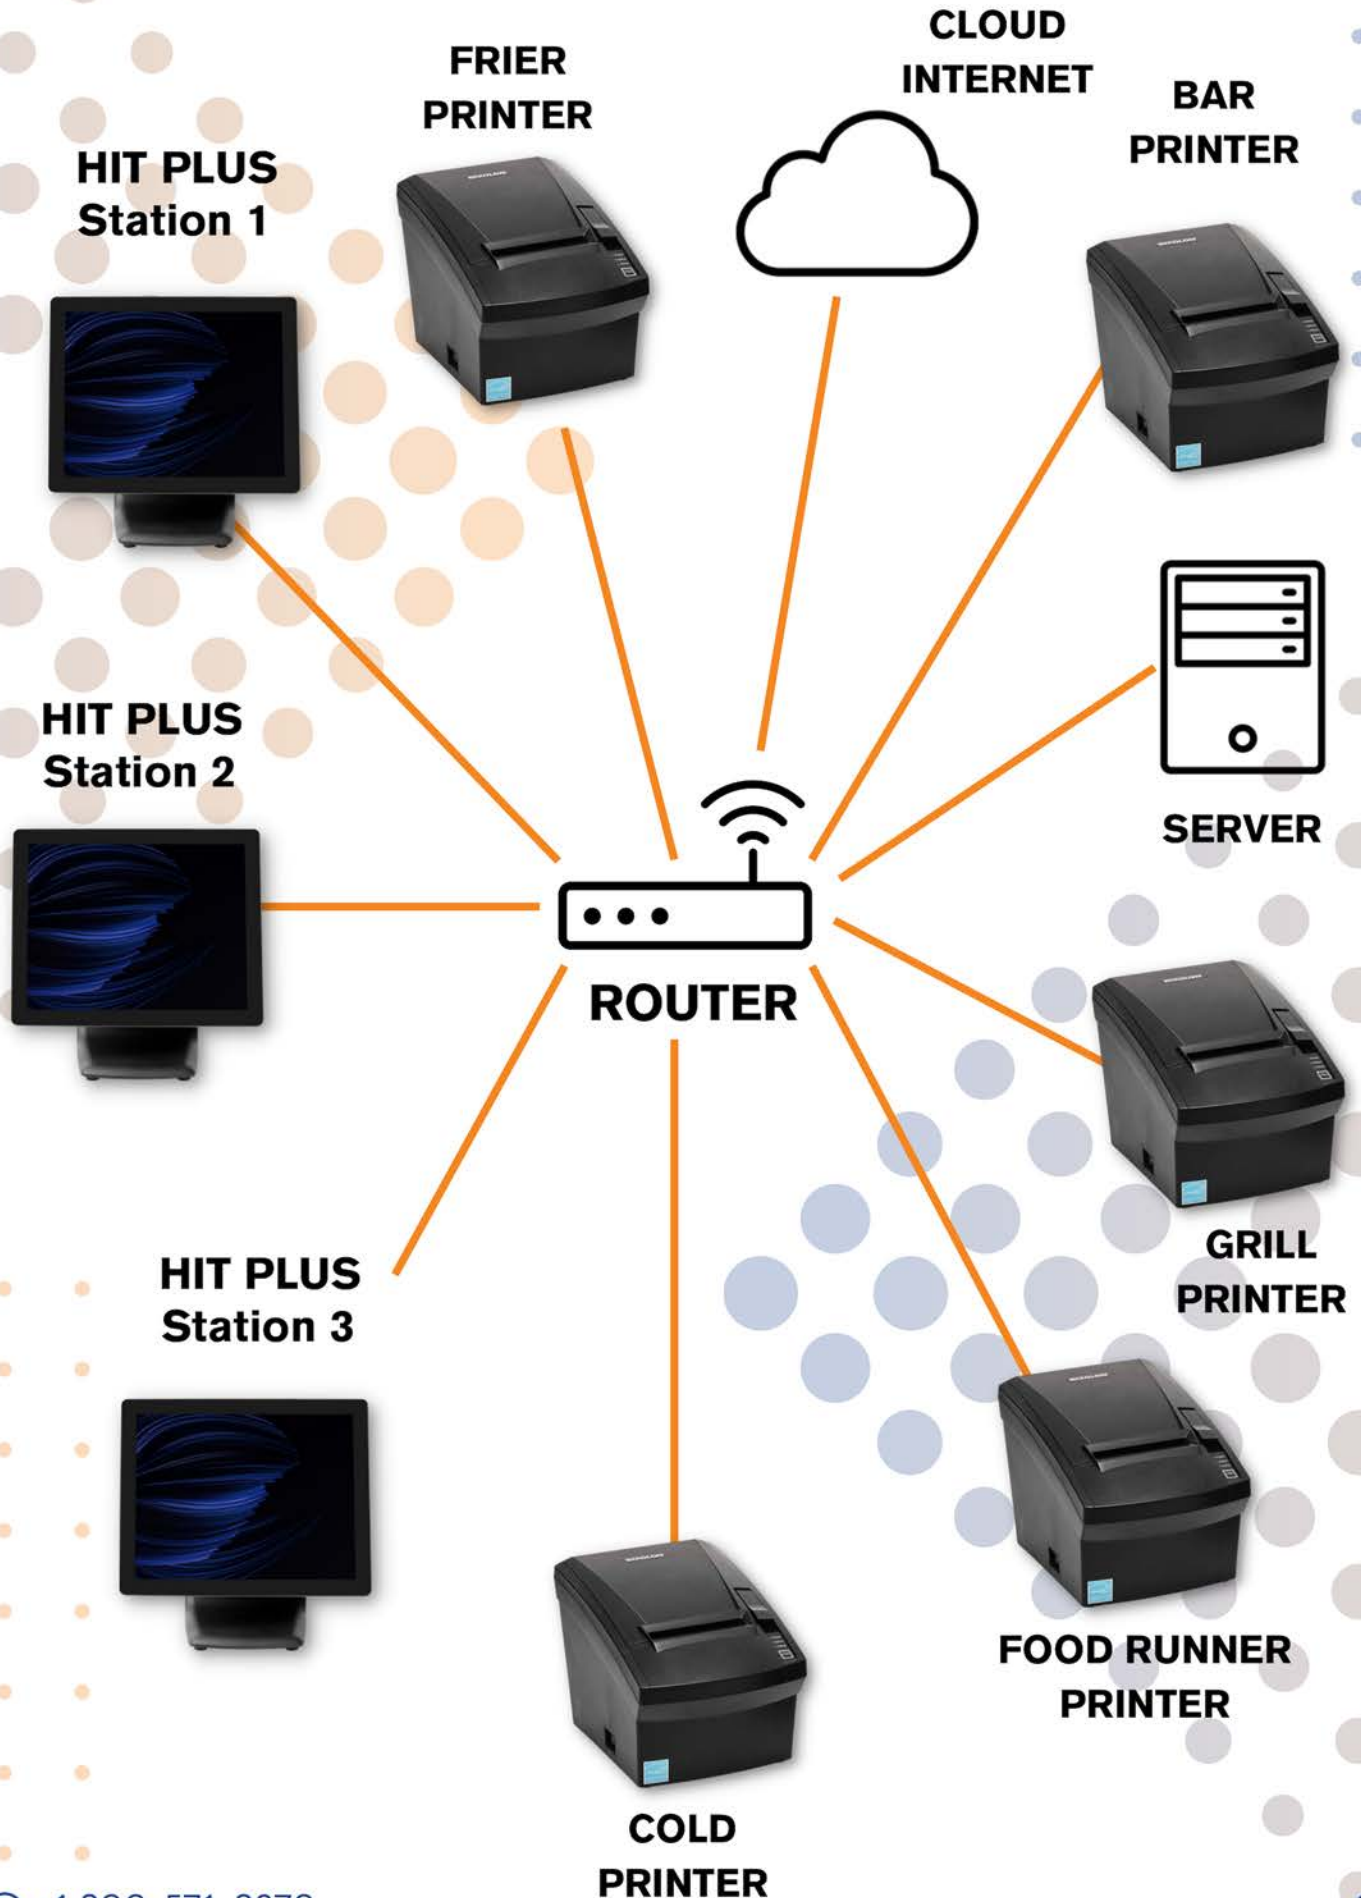 CLOUD
INTERNET
FRIER
PRINTER
BAR
PRINTER
HIT PLUS
Station 1
HIT PLUS
Station 2
SERVER
ROUTER
GRILL
PRINTER
HIT PLUS
Station 3
FOOD RUNNER
PRINTER
COLD
PRINTER